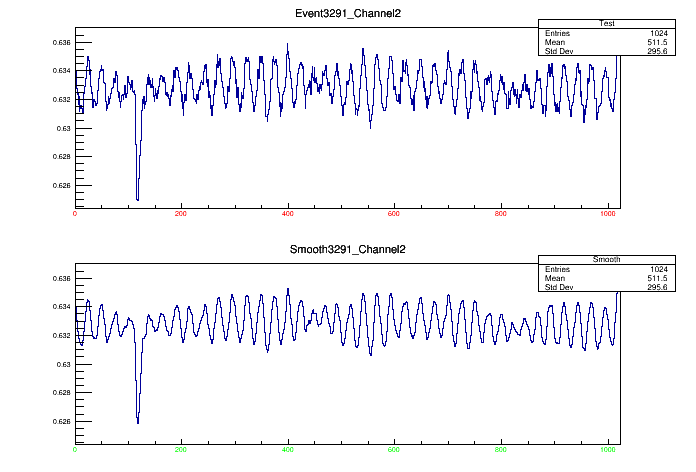 Event3291_Channel2
Test
Entries 1024
Mean 511.5
Std Dev 295.6
0.636
0.634
0.632
0.63
0.628
0.626
0 200 400 600 800 1000
Smooth3291_Channel2
Smooth
Entries 1024
Mean 511.5
Std Dev 295.6
0.636
0.634
0.632
0.63
0.628
0.626
0 200 400 600 800 1000